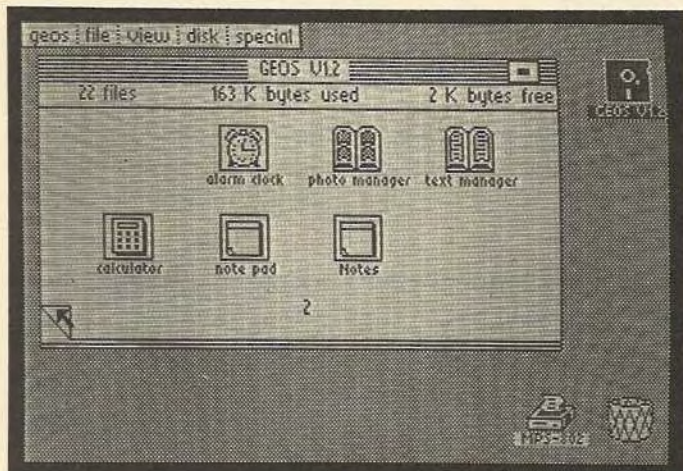 geos file view disk special
GEOS V1.2
22 files 163 K bytes used 2 K bytes free
GEOS V1.2
alarm clock photo manager text manager
calculator note pad Notes
2
MPS-802